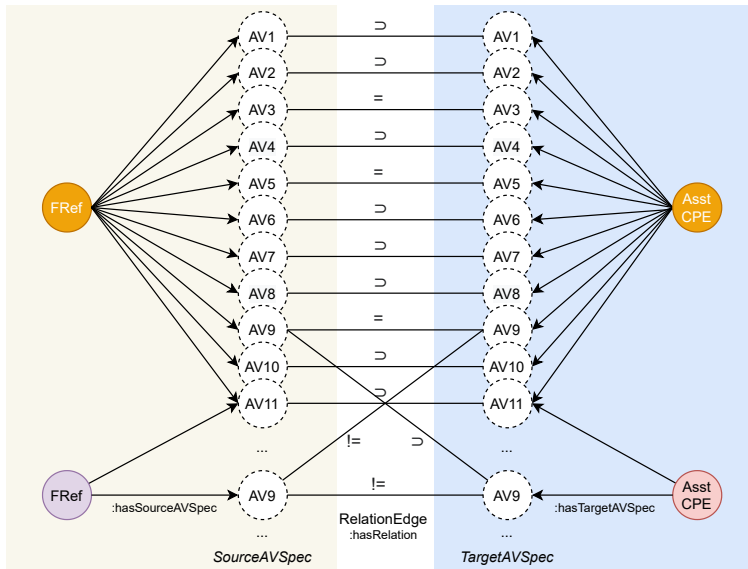 AV1 ⊃ AV1
AV2 ⊃ AV2
AV3 = AV3
AV4 ⊃ AV4
AV5 = AV5
FRef
Asst
CPE
AV6 ⊃ AV6
AV7 ⊃ AV7
AV8 ⊃ AV8
AV9 = AV9
AV10 ⊃ AV10
AV11 ⊃ AV11
... != ⊃ ...
FRef
:hasSourceAVSpec
AV9 != AV9
:hasTargetAVSpec
Asst
CPE
RelationEdge
:hasRelation
... ...
SourceAVSpec TargetAVSpec